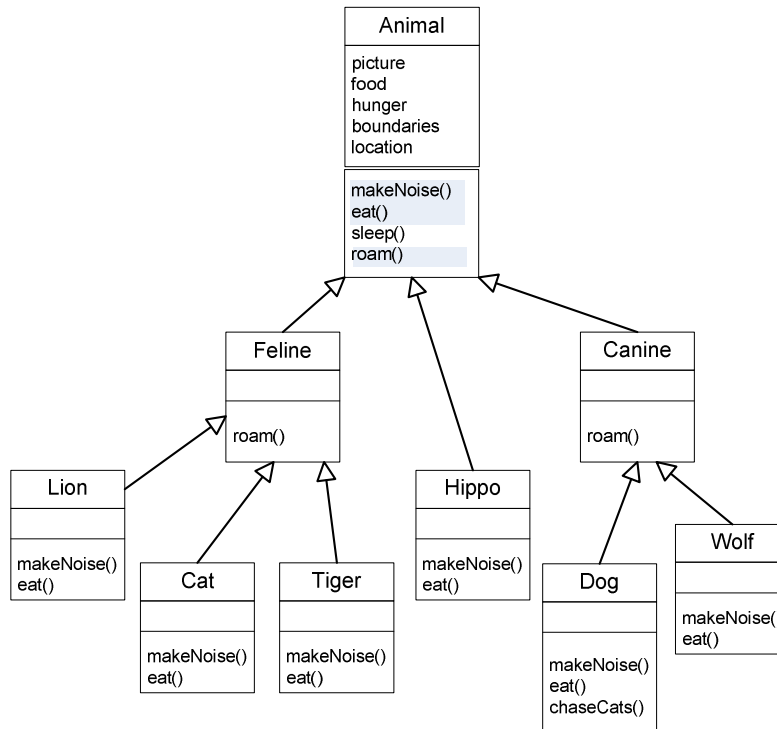 Animal
picture
food
hunger
boundaries
location
makeNoise()
eat()
sleep()
roam()
Feline
roam()
Canine
roam()
Lion
makeNoise()
eat()
Cat
makeNoise()
eat()
Tiger
makeNoise()
eat()
Hippo
makeNoise()
eat()
Dog
makeNoise()
eat()
chaseCats()
Wolf
makeNoise(
eat()